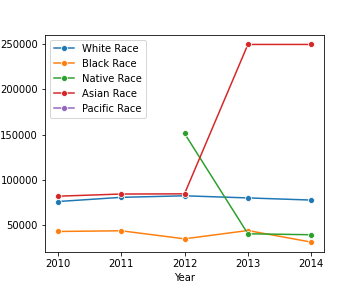 250000
200000
150000
100000
50000
White Race
Black Race
Native Race
Asian Race
Pacific Race
2010 2011 2012 2013 2014
Year